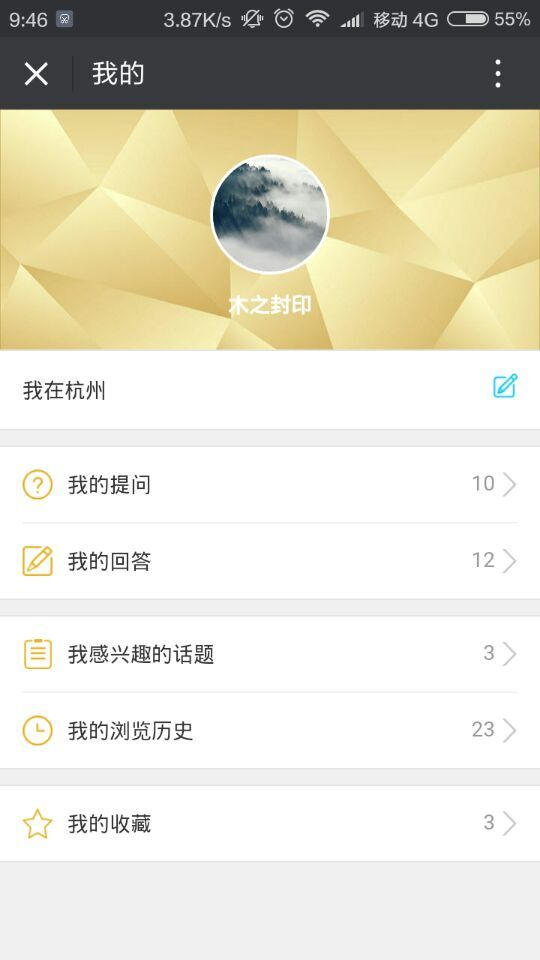 9:46 3.87K/s 移动 4G 55%
我的
木之封印
我在杭州
我的提问 10
我的回答 12
我感兴趣的话题 3
我的浏览历史 23
我的收藏 3